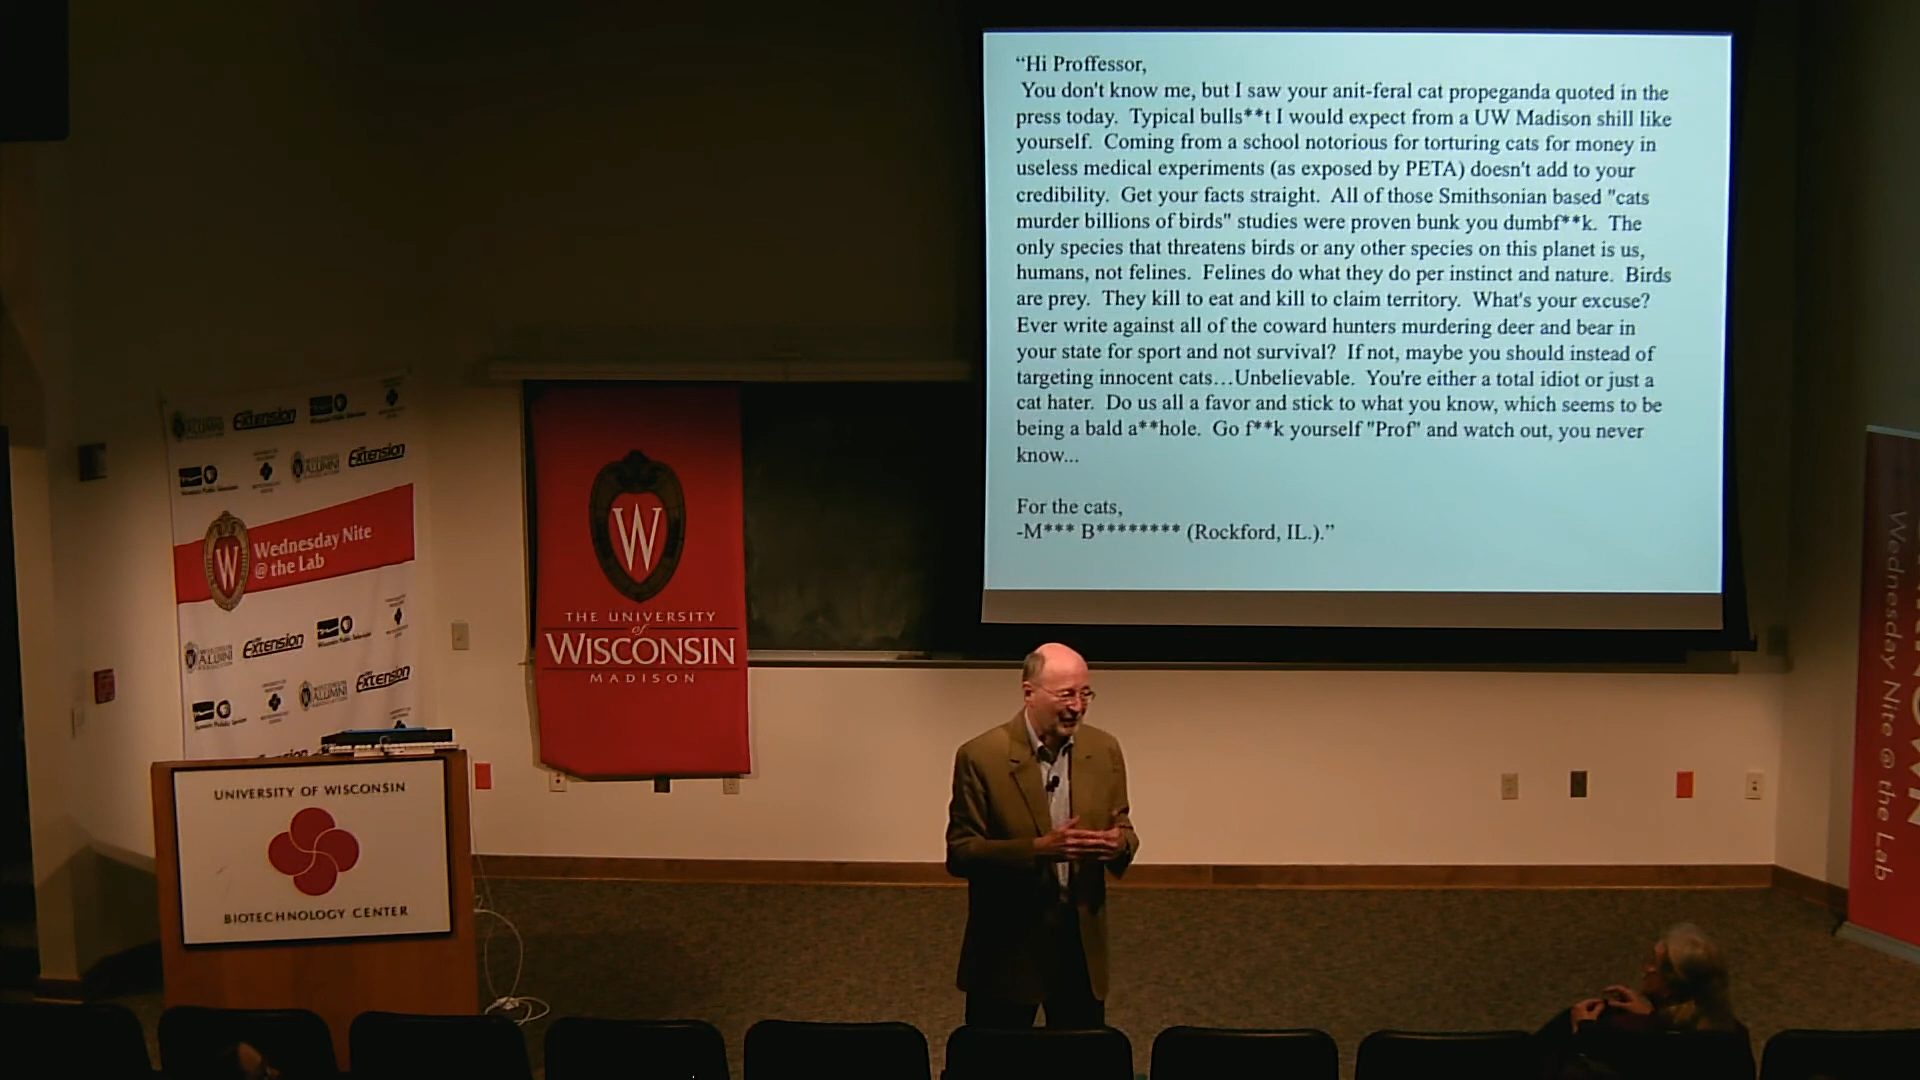 “Hi Proffessor,
You don't know me, but I saw your anit-feral cat propeganda quoted in the
press today. Typical bulls**t I would expect from a UW Madison shill like
yourself. Coming from a school notorious for torturing cats for money in
useless medical experiments (as exposed by PETA) doesn't add to your
credibility. Get your facts straight. All of those Smithsonian based "cats
murder billions of birds" studies were proven bunk you dumbf**k. The
only species that threatens birds or any other species on this planet is us,
humans, not felines. Felines do what they do per instinct and nature. Birds
are prey. They kill to eat and kill to claim territory. What's your excuse?
Ever write against all of the coward hunters murdering deer and bear in
your state for sport and not survival? If not, maybe you should instead of
targeting innocent cats…Unbelievable. You're either a total idiot or just a
cat hater. Do us all a favor and stick to what you know, which seems to be
being a bald a**hole. Go f**k yourself "Prof" and watch out, you never
know...
For the cats,
-M*** B******** (Rockford, IL.).”
ALUMNI
Extension
PBS
ALUMNI
Extension
W
Wednesday Nite
@ the Lab
ALUMNI
Extension
ALUMNI
Extension
PBS
W
THE UNIVERSITY
of
WISCONSIN
MADISON
UNIVERSITY OF WISCONSIN
BIOTECHNOLOGY CENTER
Wednesday Nite @ the Lab